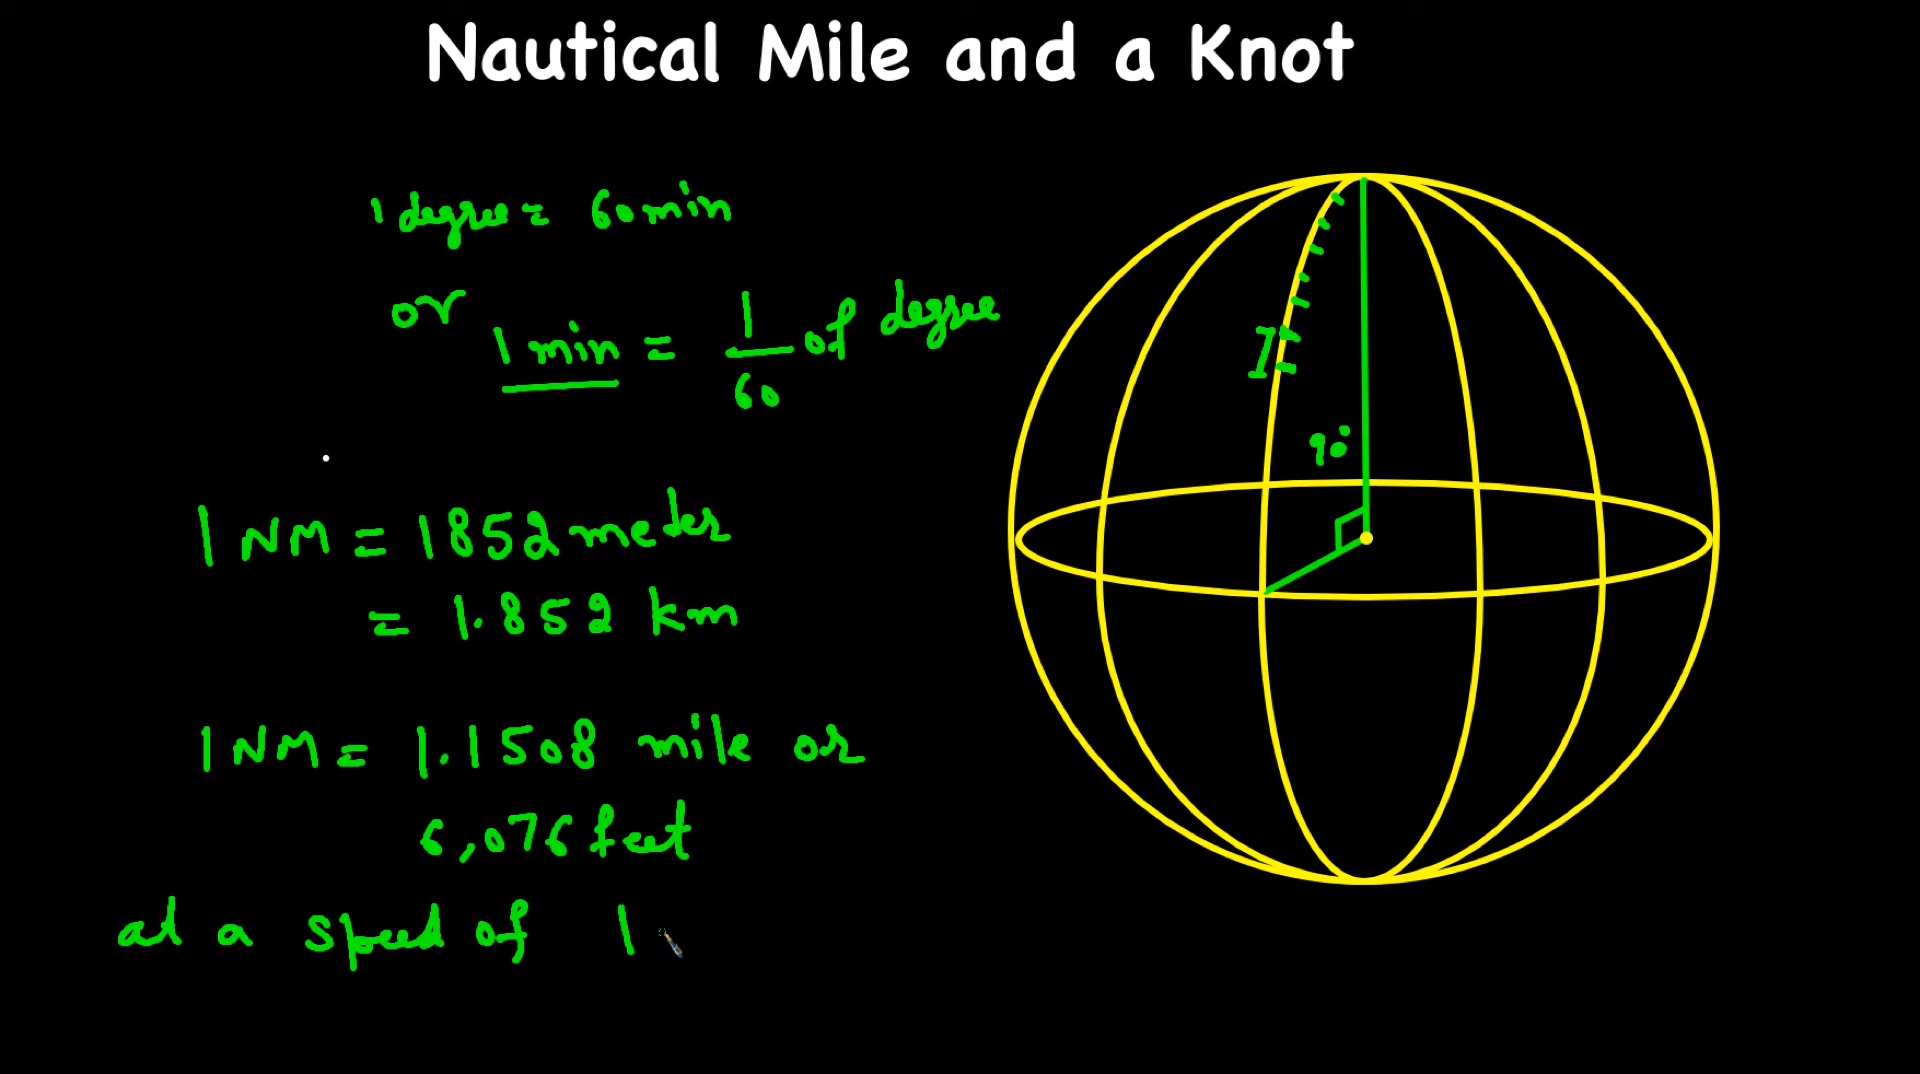 Nautical Mile and a Knot
1 degree = 60 min
or 1 min = 1/60 of degree
90°
1 NM = 1852 meter
= 1.852 km
1 NM = 1.1508 mile or
6,076 feet
at a speed of 1